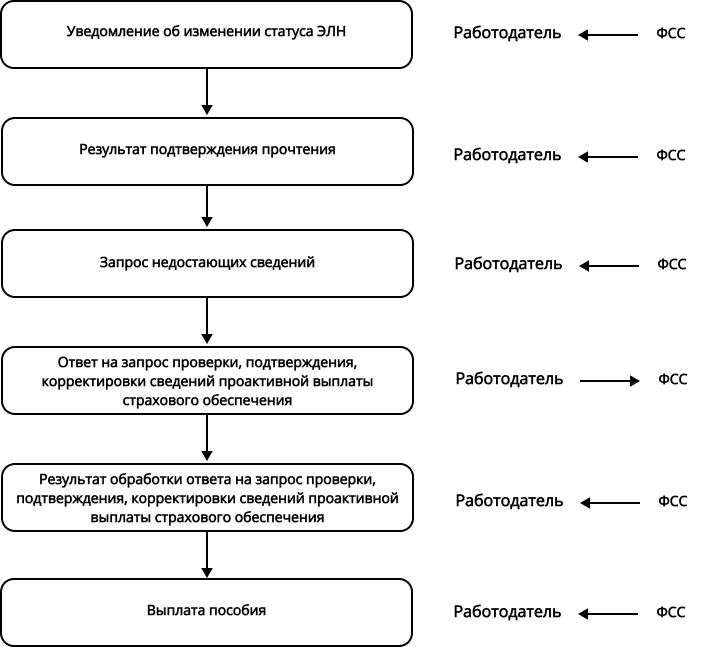 Уведомление об изменении статуса ЭЛН
Работодатель ФСС
Результат подтверждения прочтения
Работодатель ФСС
Запрос недостающих сведений
Работодатель ФСС
Ответ на запрос проверки, подтверждения,
корректировки сведений проактивной выплаты
страхового обеспечения
Работодатель ФСС
Результат обработки ответа на запрос проверки,
подтверждения, корректировки сведений проактивной
выплаты страхового обеспечения
Работодатель ФСС
Выплата пособия
Работодатель ФСС